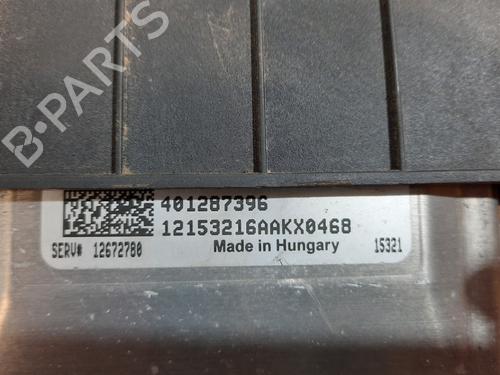 B-PARTS
401287396
12153216AAKX0468
SERV# 12672780
Made in Hungary
15321